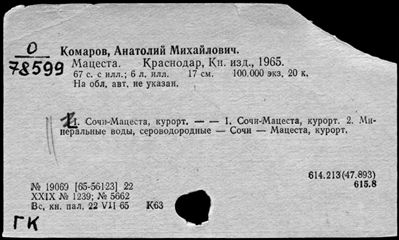 О
78599
Комаров, Анатолий Михайлович.
Мацеста. Краснодар, Кн. изд., 1965.
67 с. с илл.; 6 л. илл. 17 см. 100.000 экз. 20 к.
На обл. авт. не указан.
1. Сочи-Мацеста, курорт. — — 1. Сочи-Мацеста, курорт. 2. Ми-
неральные воды, сероводородные — Сочи — Мацеста, курорт.
614.213(47.893)
615.8
№ 19069 [65-56123] 22
XXIX № 1239; № 5662
Вс. кн. пал. 22 VII 65 К63
ГК